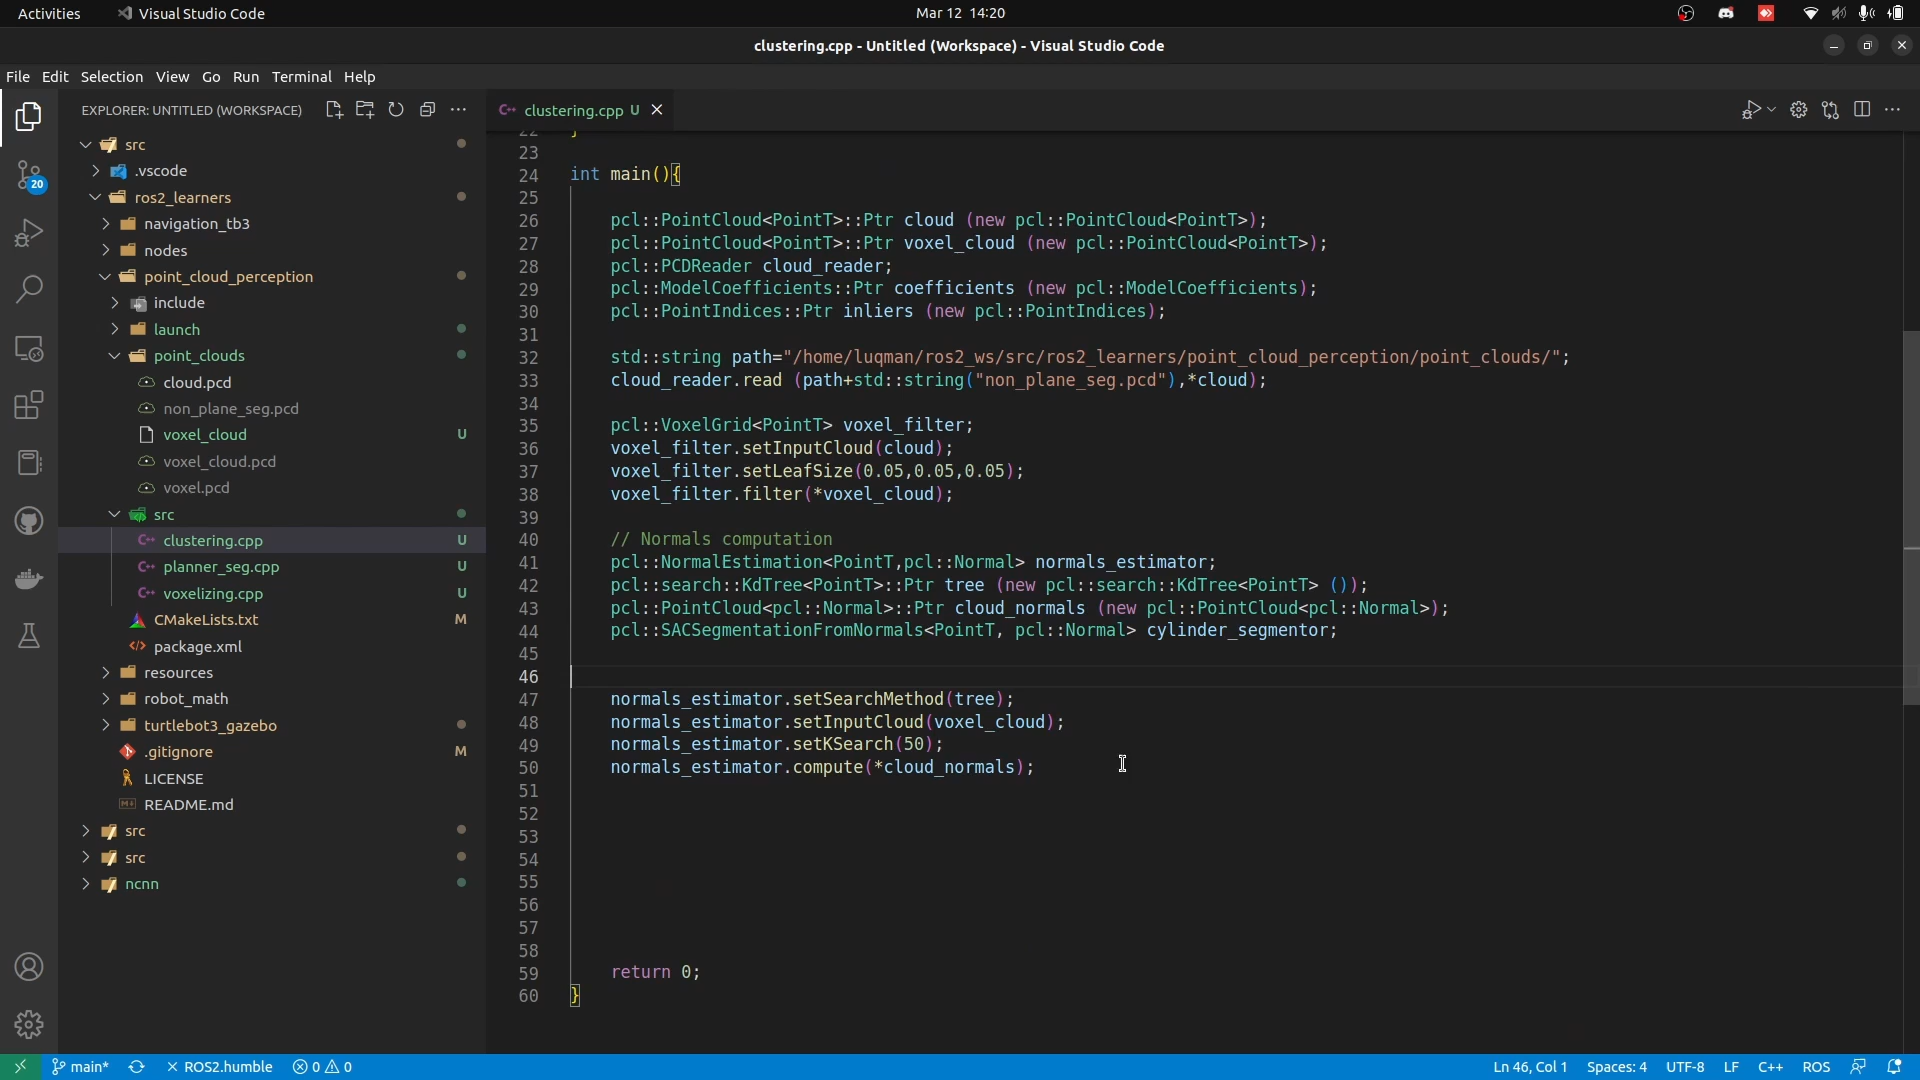 Activities Visual Studio Code Mar 12 14:20
clustering.cpp - Untitled (Workspace) - Visual Studio Code
File Edit Selection View Go Run Terminal Help
EXPLORER: UNTITLED (WORKSPACE)
src
.vscode
ros2_learners
navigation_tb3
nodes
point_cloud_perception
include
launch
point_clouds
cloud.pcd
non_plane_seg.pcd
voxel_cloud U
voxel_cloud.pcd
voxel.pcd
src
clustering.cpp U
planner_seg.cpp U
voxelizing.cpp U
CMakeLists.txt M
package.xml
resources
robot_math
turtlebot3_gazebo
.gitignore M
LICENSE
README.md
src
src
ncnn
20
clustering.cpp U
22 }
23
24 int main(){
25
26 pcl::PointCloud<PointT>::Ptr cloud (new pcl::PointCloud<PointT>);
27 pcl::PointCloud<PointT>::Ptr voxel_cloud (new pcl::PointCloud<PointT>);
28 pcl::PCDReader cloud_reader;
29 pcl::ModelCoefficients::Ptr coefficients (new pcl::ModelCoefficients);
30 pcl::PointIndices::Ptr inliers (new pcl::PointIndices);
31
32 std::string path="/home/luqman/ros2_ws/src/ros2_learners/point_cloud_perception/point_clouds/";
33 cloud_reader.read (path+std::string("non_plane_seg.pcd"),*cloud);
34
35 pcl::VoxelGrid<PointT> voxel_filter;
36 voxel_filter.setInputCloud(cloud);
37 voxel_filter.setLeafSize(0.05,0.05,0.05);
38 voxel_filter.filter(*voxel_cloud);
39
40 // Normals computation
41 pcl::NormalEstimation<PointT,pcl::Normal> normals_estimator;
42 pcl::search::KdTree<PointT>::Ptr tree (new pcl::search::KdTree<PointT> ());
43 pcl::PointCloud<pcl::Normal>::Ptr cloud_normals (new pcl::PointCloud<pcl::Normal>);
44 pcl::SACSegmentationFromNormals<PointT, pcl::Normal> cylinder_segmentor;
45
46
47 normals_estimator.setSearchMethod(tree);
48 normals_estimator.setInputCloud(voxel_cloud);
49 normals_estimator.setKSearch(50);
50 normals_estimator.compute(*cloud_normals);
51
52
53
54
55
56
57
58
59 return 0;
60 }
main* ROS2.humble 0 0 Ln 46, Col 1 Spaces: 4 UTF-8 LF C++ ROS